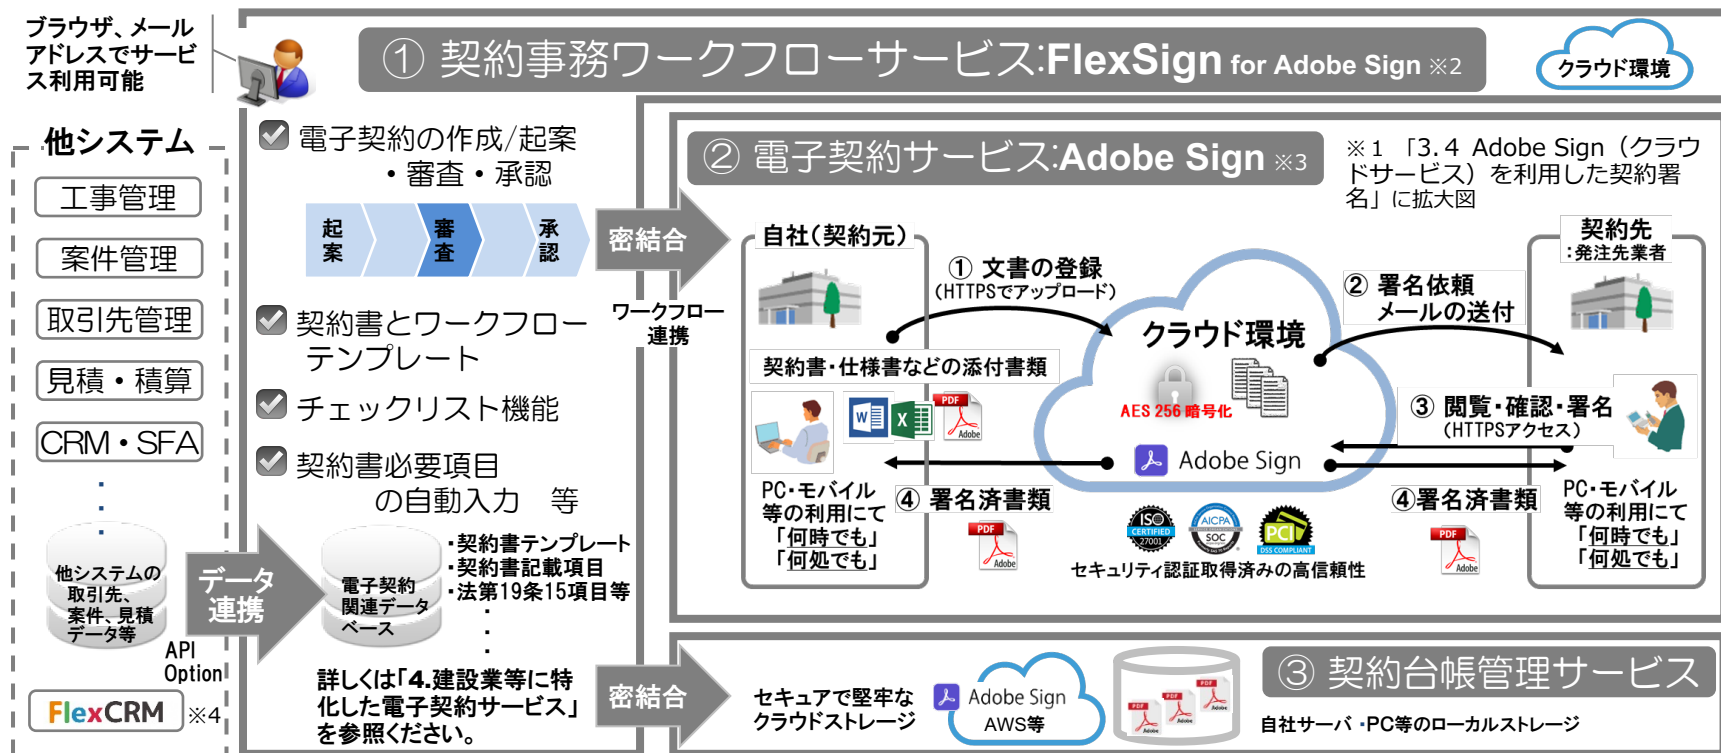 ブラウザ、メール
アドレスでサービ
ス利用可能
① 契約事務ワークフローサービス:FlexSign for Adobe Sign ※2
クラウド環境
他システム
工事管理
案件管理
取引先管理
見積・積算
CRM・SFA
・
・
・
他システムの
取引先、
案件、見積
データ等
API
Option
FlexCRM ※4
データ
連携
電子契約の作成/起案
・審査・承認
起案
審査
承認
契約書とワークフロー
テンプレート
チェックリスト機能
契約書必要項目
の自動入力 等
電子契約
関連データ
ベース
・契約書テンプレート
・契約書記載項目
・法第19条15項目等
・
・
・
詳しくは「4.建設業等に特
化した電子契約サービス」
を参照ください。
密結合
ワークフロー
連携
密結合
② 電子契約サービス:Adobe Sign ※3
※1 「3.4 Adobe Sign（クラウ
ドサービス）を利用した契約署
名」に拡大図
自社(契約元)
契約書・仕様書などの添付書類
W
X
PDF
Adobe
PC・モバイル
等の利用にて
「何時でも」
「何処でも」
① 文書の登録
(HTTPSでアップロード)
クラウド環境
AES 256 暗号化
Adobe Sign
② 署名依頼
メールの送付
③ 閲覧・確認・署名
(HTTPSアクセス)
④ 署名済書類
PDF
Adobe
④署名済書類
PDF
Adobe
契約先
：発注先業者
PC・モバイル
等の利用にて
「何時でも」
「何処でも」
ISO
CERTIFIED
27001
AICPA
SOC
PCI
DSS COMPLIANT
セキュリティ認証取得済みの高信頼性
セキュアで堅牢な
クラウドストレージ
Adobe Sign
AWS等
PDF
Adobe
PDF
Adobe
PDF
Adobe
③ 契約台帳管理サービス
自社サーバ ・PC等のローカルストレージ